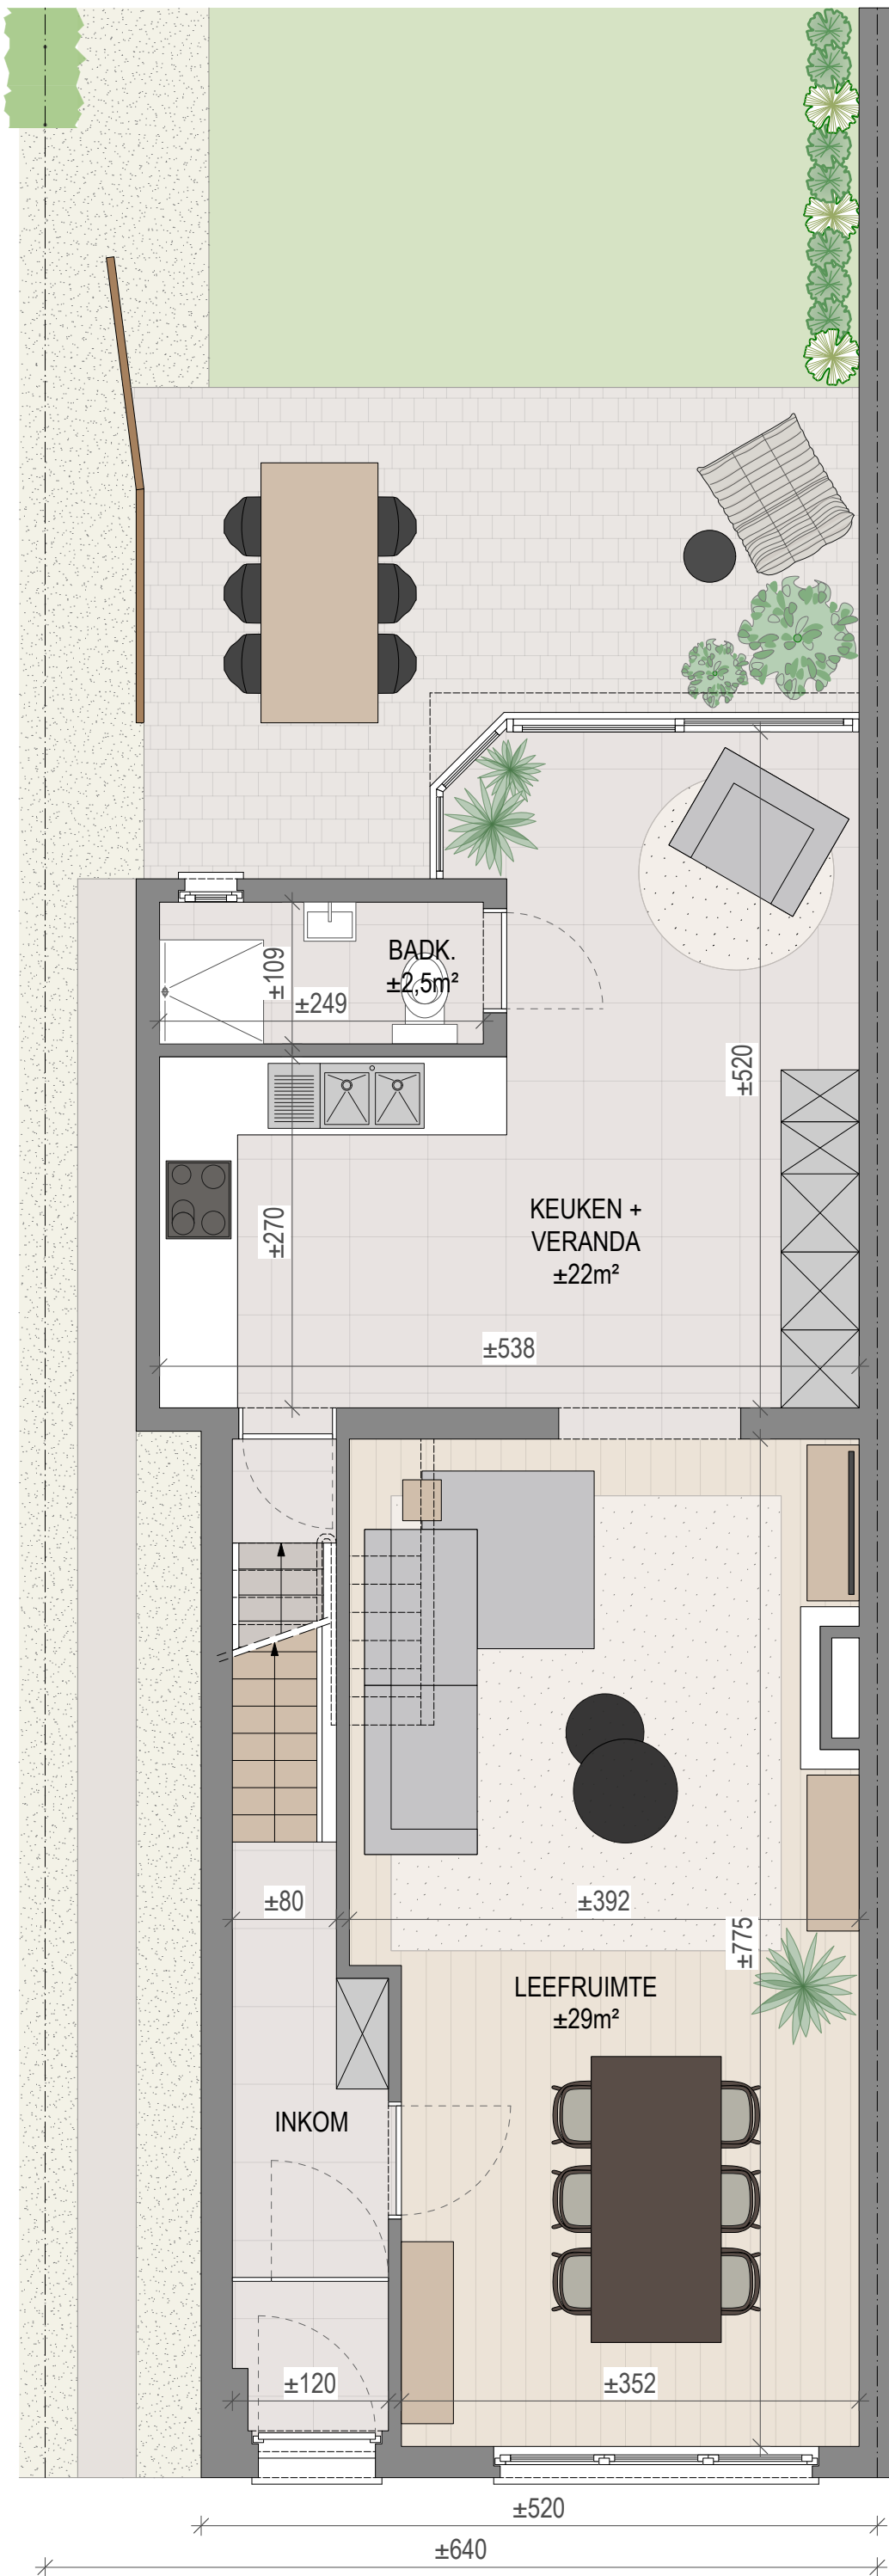 BADK.
±2,5m²
±109
±249
±520
±270
KEUKEN +
VERANDA
±22m²
±538
±80
±392
±775
LEEFRUIMTE
±29m²
INKOM
±120
±352
±520
±640